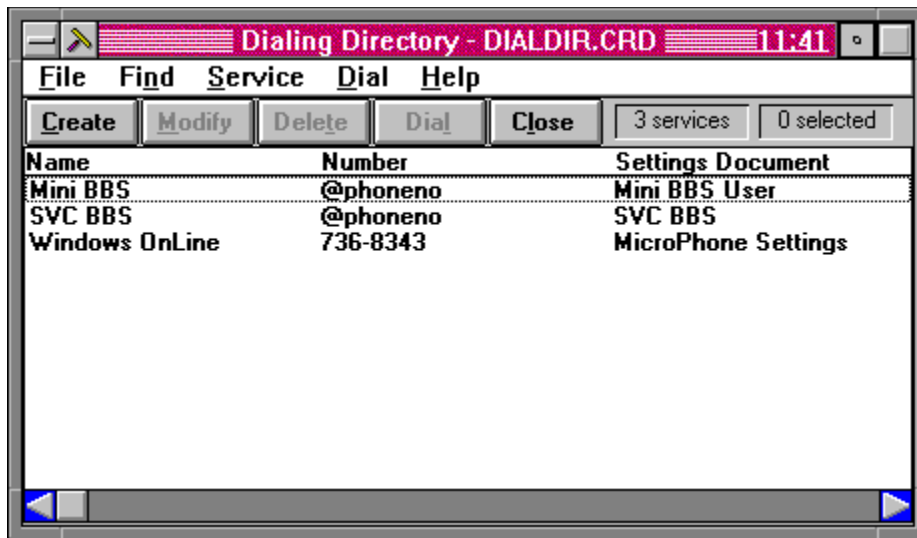 Dialing Directory - DIALDIR.CRD 11:41
File Find Service Dial Help
Create Modify Delete Dial Close 3 services 0 selected
Name Number Settings Document
Mini BBS @phoneno Mini BBS User
SVC BBS @phoneno SVC BBS
Windows OnLine 736-8343 MicroPhone Settings